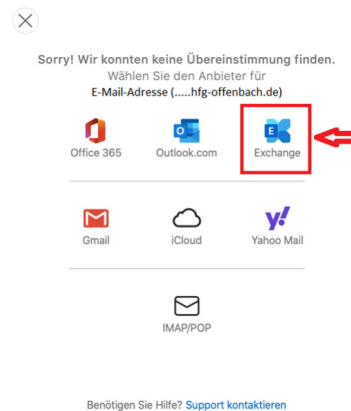 Sorry! Wir konnten keine Übereinstimmung finden.
Wählen Sie den Anbieter für
E-Mail-Adresse (.....hfg-offenbach.de)
Office 365 Outlook.com Exchange
Gmail iCloud Yahoo Mail
IMAP/POP
Benötigen Sie Hilfe? Support kontaktieren